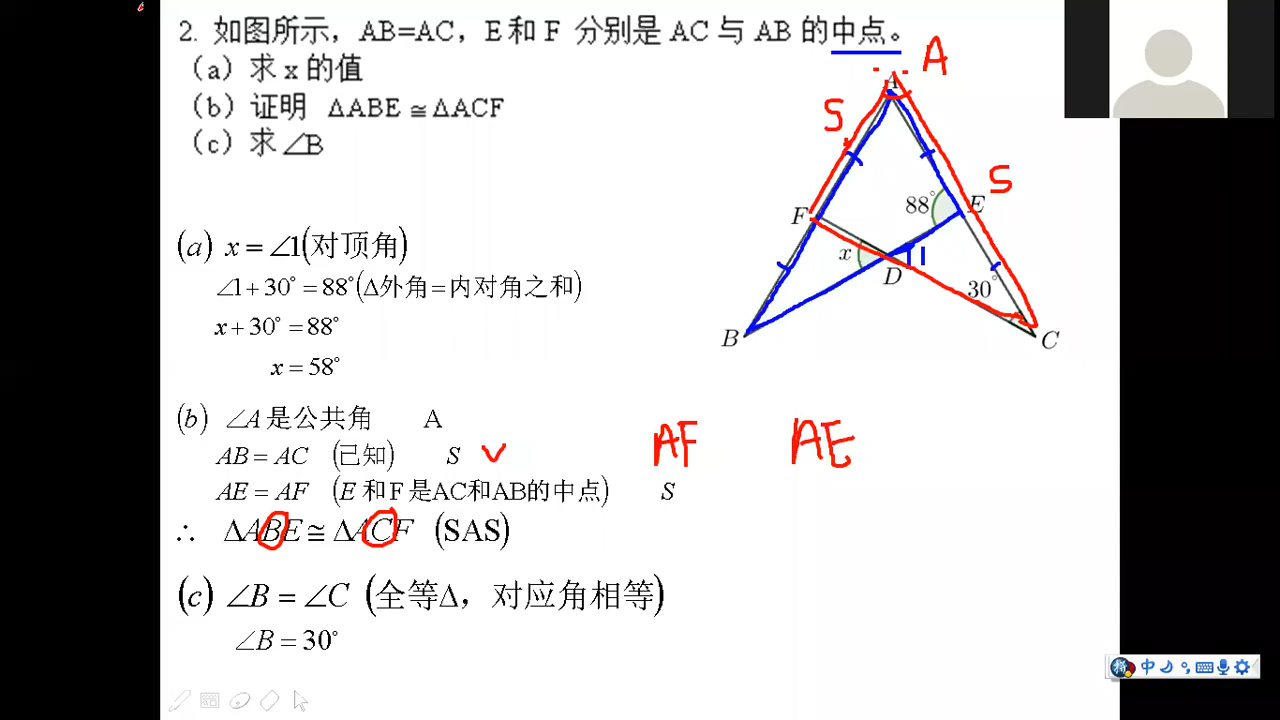 2. 如图所示，AB=AC，E和 F 分别是 AC 与 AB 的中点。
(a) 求 x 的值
(b) 证明 ΔABE ≅ ΔACF
(c) 求 ∠B
A
A
S
S
F
88°
E
x
D
1
30°
B
C
(a) x = ∠1(对顶角)
∠1+30° = 88°(Δ外角=内对角之和)
x+30° = 88°
x = 58°
(b) ∠A 是公共角 A
AB = AC (已知) S ✓
AF AE
AE = AF (E 和 F 是AC和AB的中点) S
∴ ΔABE ≅ ΔACF (SAS)
(c) ∠B = ∠C (全等Δ，对应角相等)
∠B = 30°
中